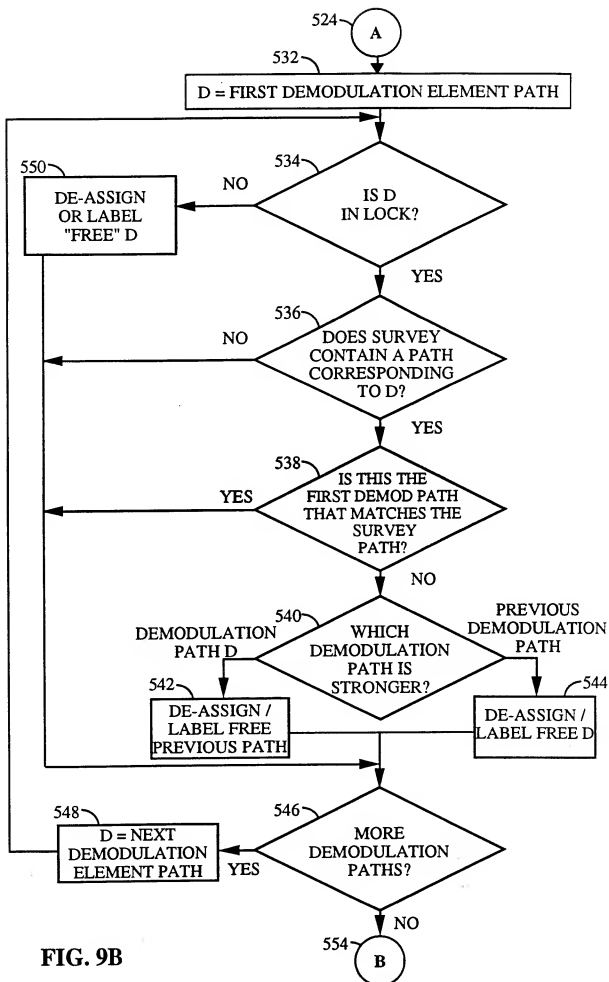 524
A
532
D = FIRST DEMODULATION ELEMENT PATH
550
DE-ASSIGN
OR LABEL
"FREE" D
NO
534
IS D
IN LOCK?
YES
536
NO
DOES SURVEY
CONTAIN A PATH
CORRESPONDING
TO D?
YES
538
YES
IS THIS THE
FIRST DEMOD PATH
THAT MATCHES THE
SURVEY
PATH?
NO
540
DEMODULATION
PATH D
WHICH
DEMODULATION
PATH IS
STRONGER?
PREVIOUS
DEMODULATION
PATH
542
DE-ASSIGN /
LABEL FREE
PREVIOUS PATH
544
DE-ASSIGN /
LABEL FREE D
548
D = NEXT
DEMODULATION
ELEMENT PATH
YES
546
MORE
DEMODULATION
PATHS?
NO
554
B
FIG. 9B